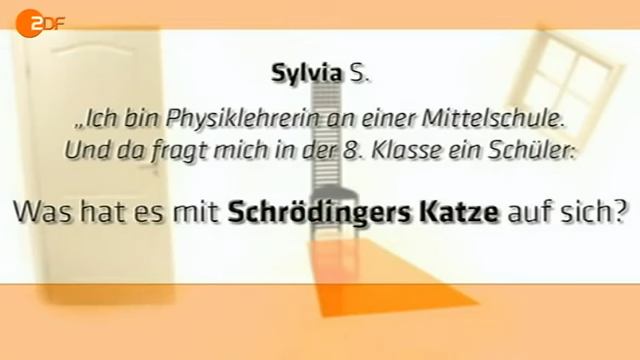 ZDF
Sylvia S.
„Ich bin Physiklehrerin an einer Mittelschule.
Und da fragt mich in der 8. Klasse ein Schüler:
Was hat es mit Schrödingers Katze auf sich?